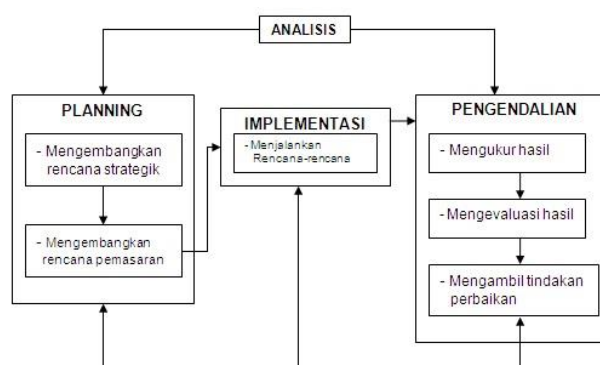 ANALISIS
PLANNING
- Mengembangkan
rencana strategik
- Mengembangkan
rencana pemasaran
IMPLEMENTASI
- Menjalankan
Rencana-rencana
PENGENDALIAN
- Mengukur hasil
- Mengevaluasi hasil
- Mengambil tindakan
perbaikan